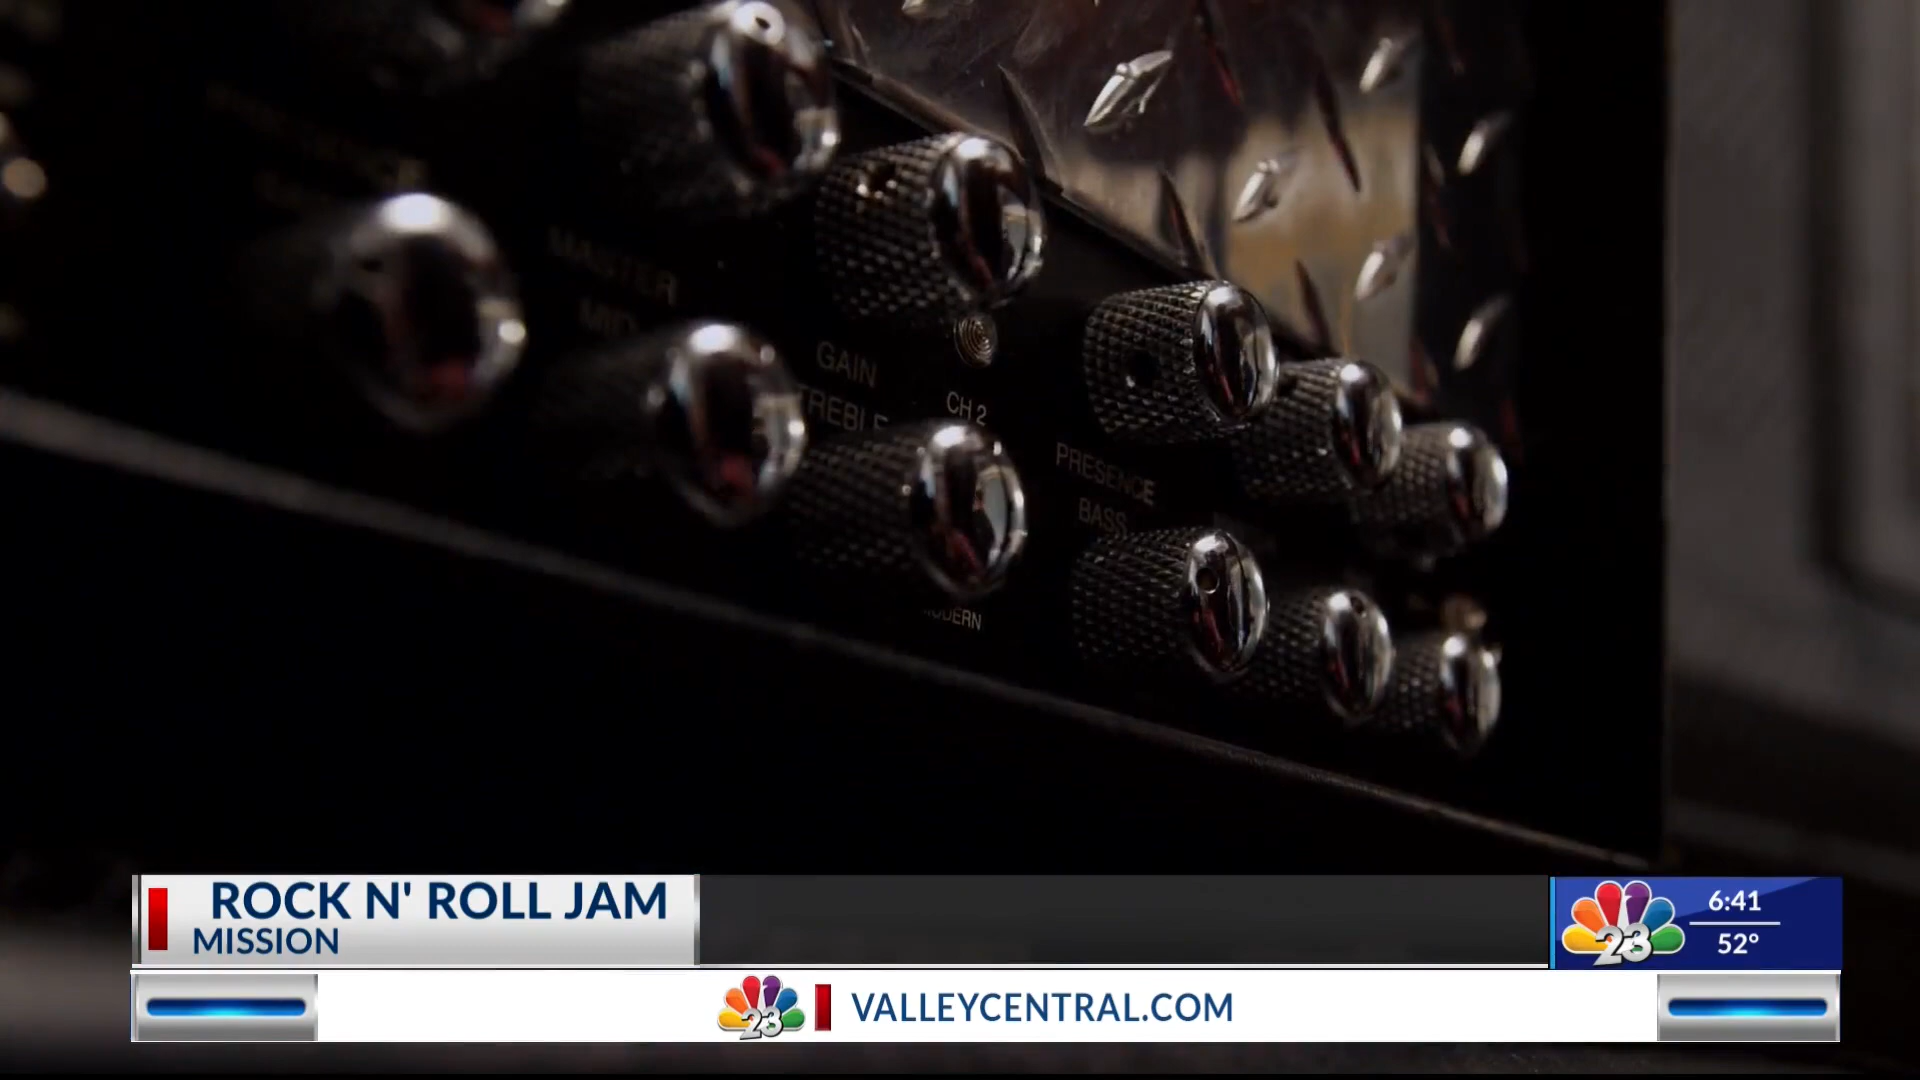 MASTER
MID
GAIN
TREBLE
CH 2
PRESENCE
BASS
MODERN
ROCK N' ROLL JAM
MISSION
23
6:41
52°
23
VALLEYCENTRAL.COM